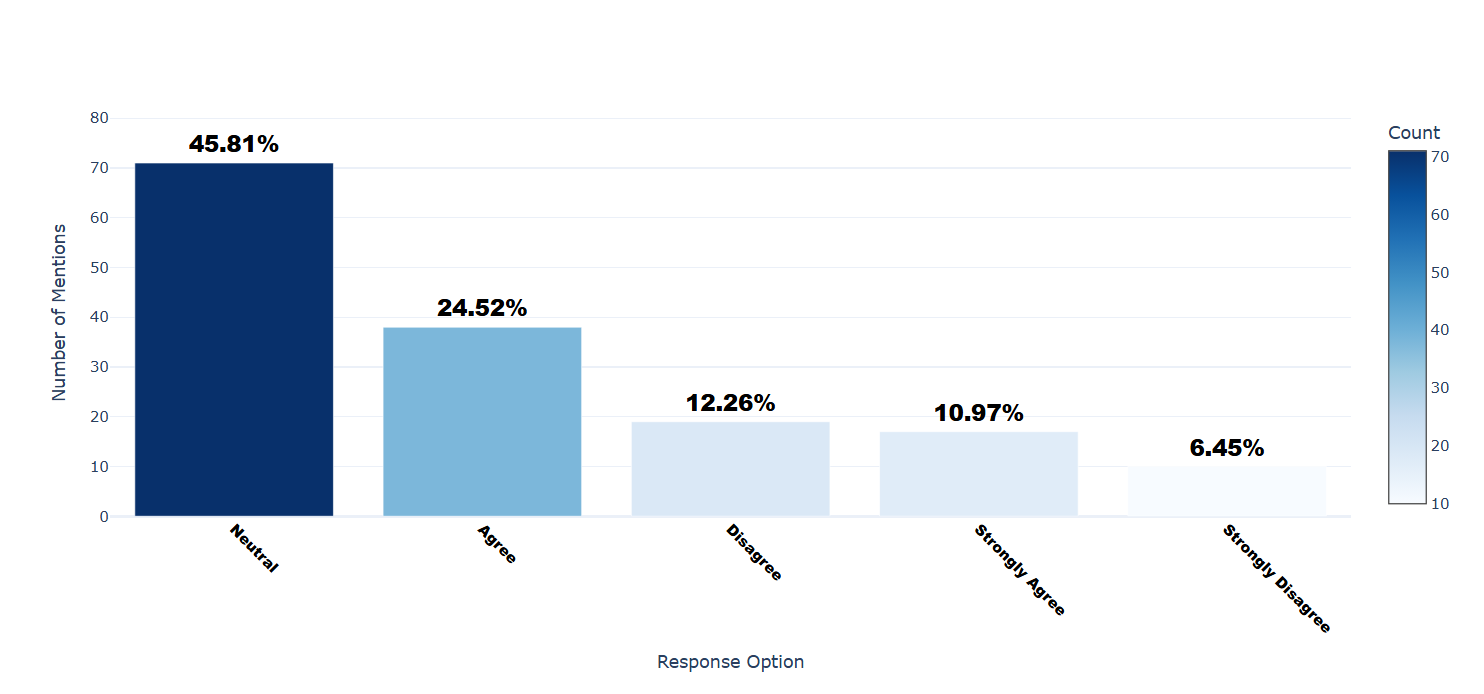 80
70
60
50
40
30
20
10
0
Number of Mentions
45.81%
24.52%
12.26%
10.97%
6.45%
Neutral
Agree
Disagree
Strongly Agree
Strongly Disagree
Response Option
Count
70
60
50
40
30
20
10